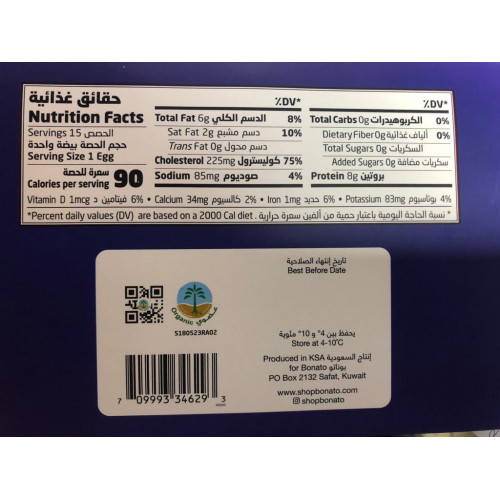 حقائق غذائية
Nutrition Facts
Servings 15 الحصص
حجم الحصة بيضة واحدة
Serving Size 1 Egg
سعرة للحصة
Calories per serving 90
%DV*
Total Fat 6g الدسم الكلي 8%
Sat Fat 2g دسم مشبع 10%
Trans Fat 0g دسم محول
Cholesterol 225mg كوليسترول 75%
Sodium 85mg صوديوم 4%
%DV*
Total Carbs 0g الكربوهيدرات 0%
Dietary Fiber 0g ألياف غذائية 0%
Total Sugars 0g السكريات
Added Sugars 0g سكريات مضافة
Protein 8g بروتين
Vitamin D 1mcg فيتامين د 6% • Calcium 34mg كالسيوم 2% • Iron 1mg حديد 6% • Potassium 83mg بوتاسيوم 4%
*Percent daily values (DV) are based on a 2000 Cal diet. نسبة الحاجة اليومية باعتبار حمية من ألفين سعرة حرارية *
تاريخ إنتهاء الصلاحية
Best Before Date
Organic عضوي
S180523RA02
يحفظ بين 4° و 10° مئوية
Store at 4-10°C
إنتاج السعودية
Produced in KSA
بوناتو
for Bonato
PO Box 2132 Safat, Kuwait
www.shopbonato.com
shopbonato
7 09993 34629 3